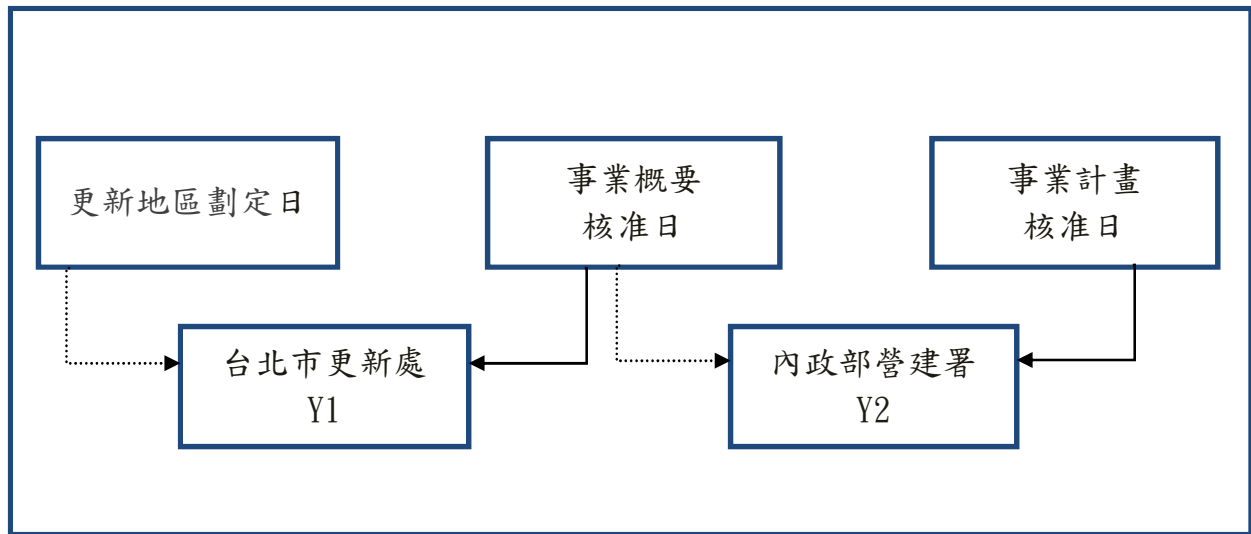 更新地區劃定日
事業概要
核准日
事業計畫
核准日
台北市更新處
Y1
內政部營建署
Y2